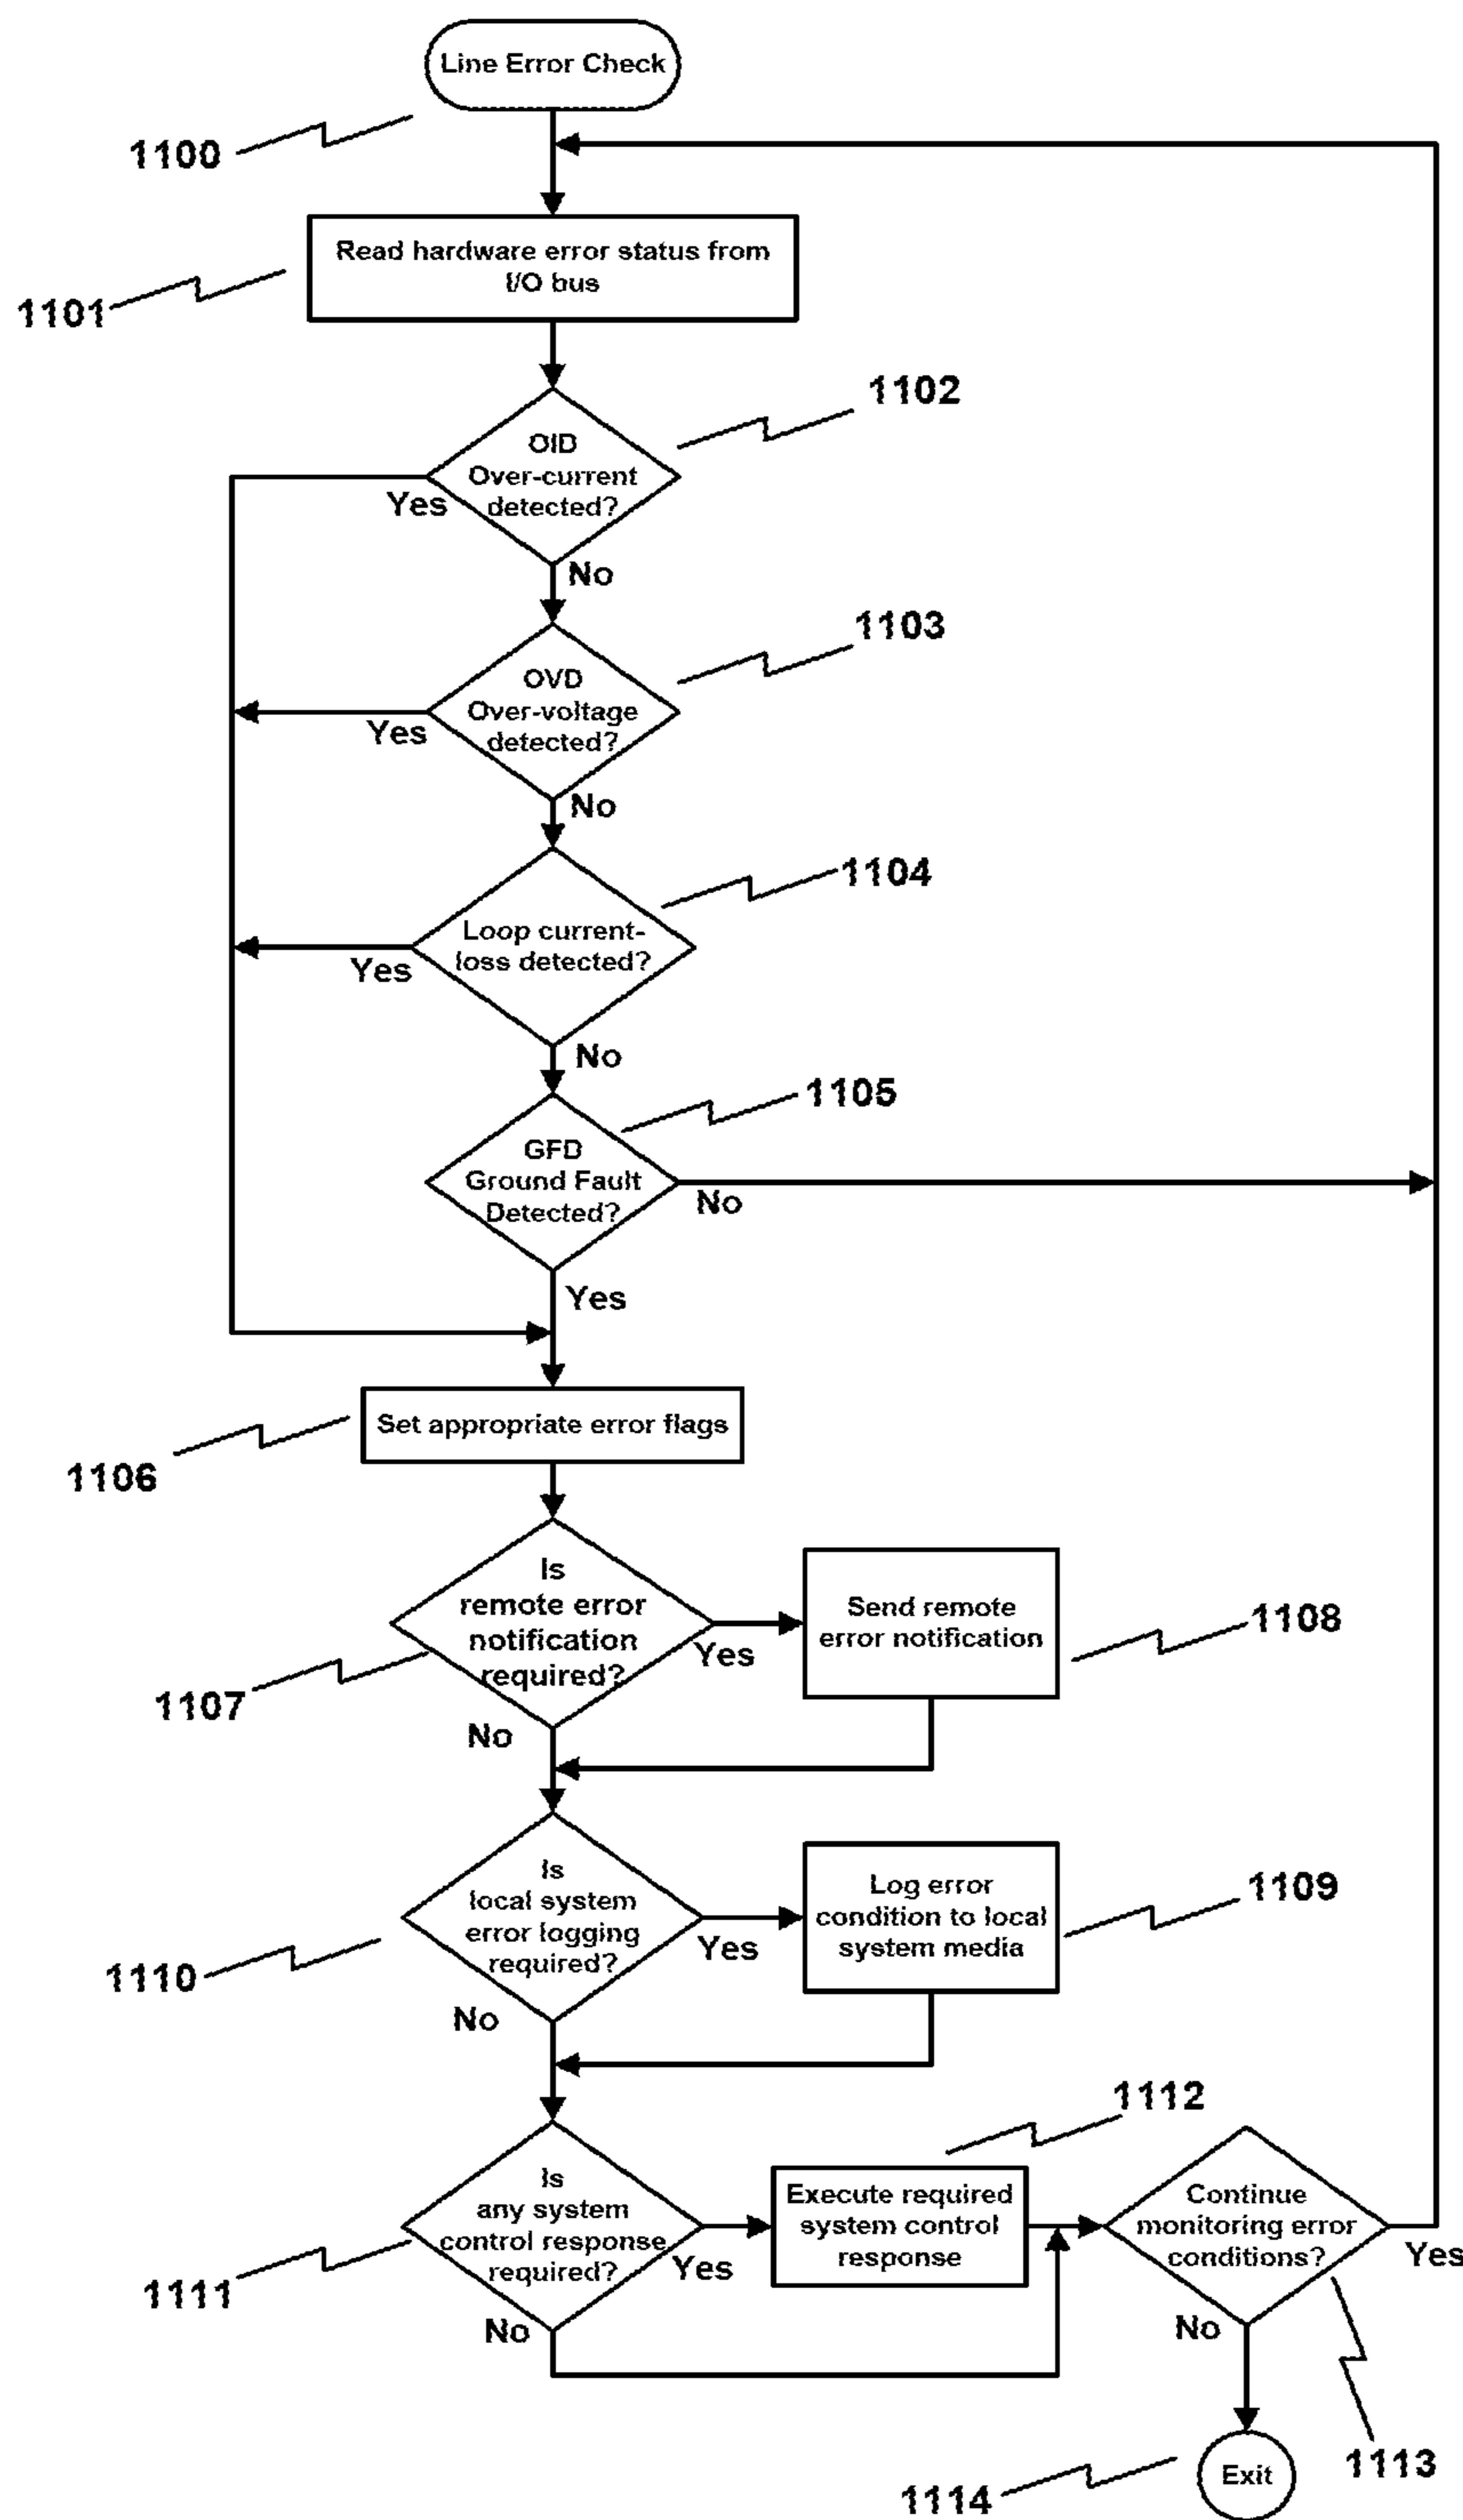 Line Error Check
1100
Read hardware error status from
I/O bus
1101
1102
OID
Over-current
detected?
Yes
No
1103
OVD
Over-voltage
detected?
Yes
No
1104
Loop current-
loss detected?
Yes
No
1105
GFD
Ground Fault
Detected?
No
Yes
Set appropriate error flags
1106
Is
remote error
notification
required?
Yes
Send remote
error notification
1108
1107
No
Is
local system
error logging
required?
Yes
Log error
condition to local
system media
1109
1110
No
1112
Is
any system
control response
required?
Yes
Execute required
system control
response
Continue
monitoring error
conditions?
Yes
1111
No
No
1113
Exit
1114